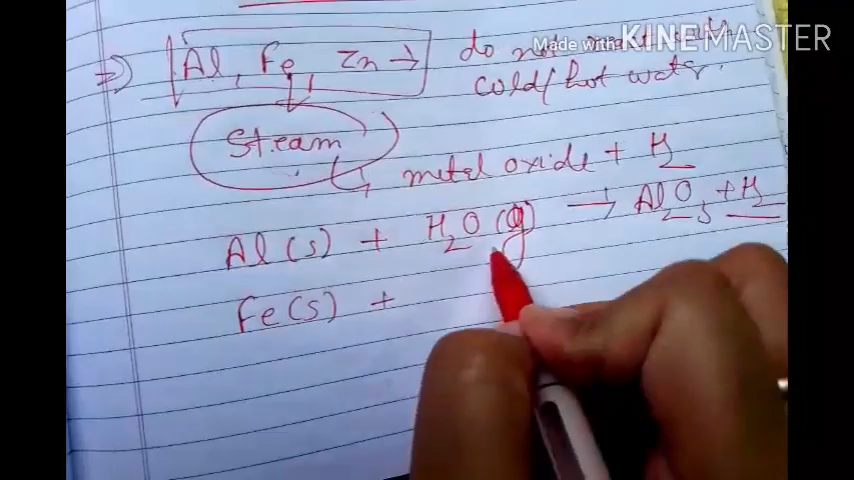 ⇒ Al, Fe, Zn → do not react with
cold/hot water.
Made with KINEMASTER
Steam
↳ metal oxide + H2
Al(s) + H2O(g) → Al2O3 + H2
Fe(s) +